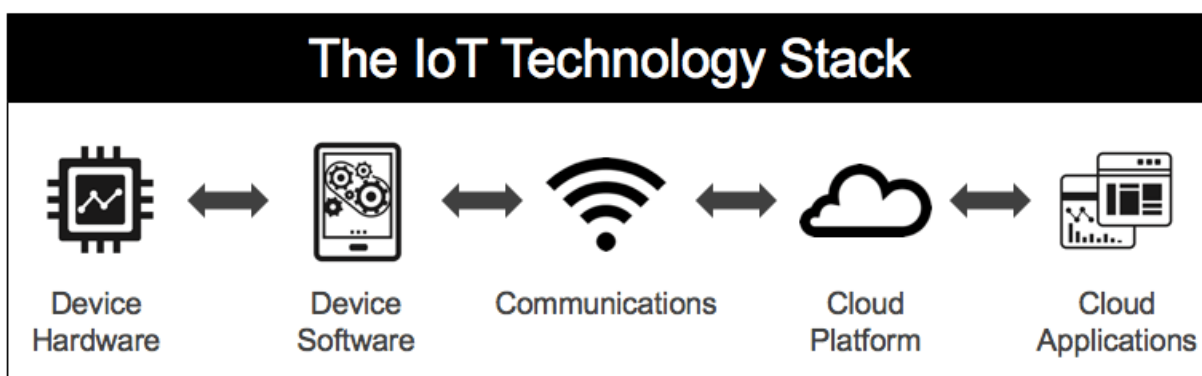 The IoT Technology Stack
Device
Hardware
Device
Software
Communications
Cloud
Platform
Cloud
Applications